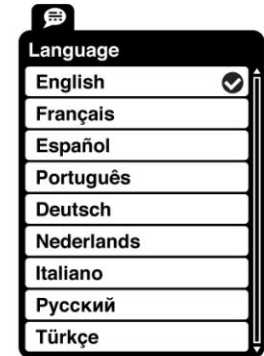 Language
English
Français
Español
Português
Deutsch
Nederlands
Italiano
Русский
Türkçe